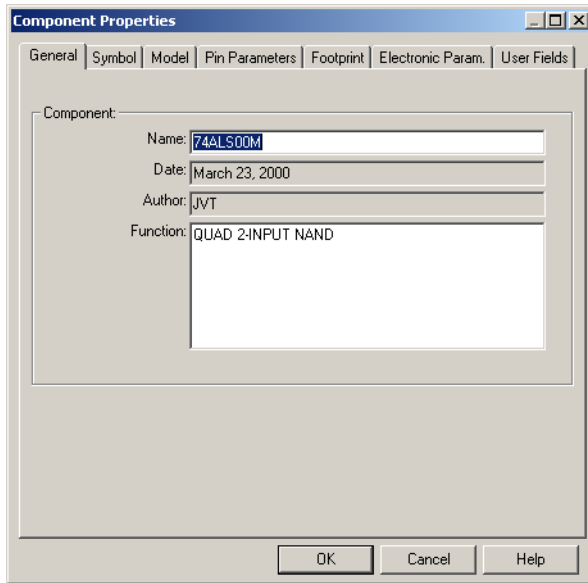 Component Properties
General Symbol Model Pin Parameters Footprint Electronic Param. User Fields
Component:
Name: 74ALS00M
Date: March 23, 2000
Author: JVT
Function: QUAD 2-INPUT NAND
OK Cancel Help